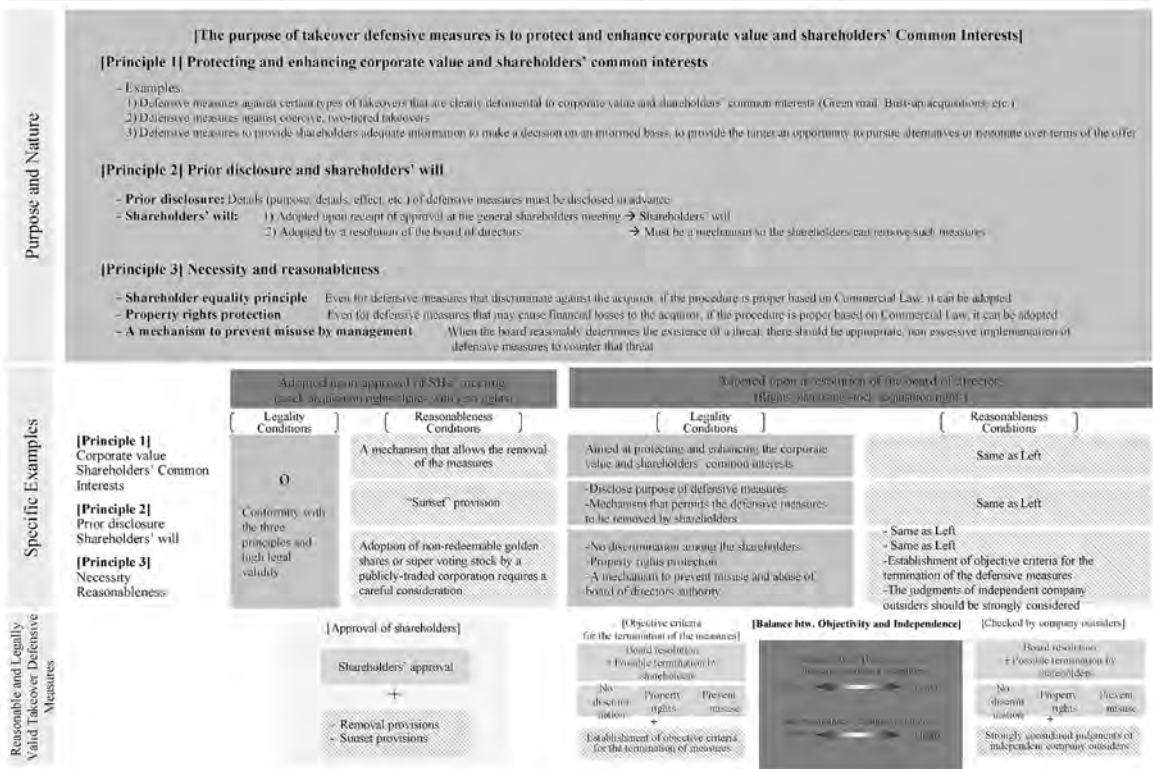 Purpose and Nature
[The purpose of takeover defensive measures is to protect and enhance corporate value and shareholders' Common Interests]
[Principle 1] Protecting and enhancing corporate value and shareholders' common interests
- Examples
1) Defensive measures against certain types of takeovers that are clearly detrimental to corporate value and shareholders' common interests (Green mail, Bust-up acquisitions, etc.)
2) Defensive measures against coercive, two-tiered takeovers
3) Defensive measures to provide shareholders adequate information to make a decision on an informed basis, to provide the target an opportunity to pursue alternatives or negotiate over terms of the offer
[Principle 2] Prior disclosure and shareholders' will
- Prior disclosure: Details (purpose, details, effect, etc.) of defensive measures must be disclosed in advance
- Shareholders' will: 1) Adopted upon receipt of approval at the general shareholders meeting → Shareholders' will
2) Adopted by a resolution of the board of directors → Must be a mechanism so the shareholders can remove such measures
[Principle 3] Necessity and reasonableness
- Shareholder equality principle Even for defensive measures that discriminate against the acquiror, if the procedure is proper based on Commercial Law, it can be adopted
- Property rights protection Even for defensive measures that may cause financial losses to the acquiror, if the procedure is proper based on Commercial Law, it can be adopted
- A mechanism to prevent misuse by management When the board reasonably determines the existence of a threat, there should be appropriate, non excessive implementation of
defensive measures to counter that threat
Specific Examples
[Principle 1]
Corporate value
Shareholders' Common
Interests
[Principle 2]
Prior disclosure
Shareholders' will
[Principle 3]
Necessity
Reasonableness
Adopted upon approval of SHs' meeting
Legality
Conditions
O
Conformity with
the three
principles and
high legal
validity
Reasonableness
Conditions
A mechanism that allows the removal
of the measures
"Sunset" provision
Adoption of non-redeemable golden
shares or super voting stock by a
publicly-traded corporation requires a
careful consideration
Adopted upon a resolution of the board of director
Legality
Conditions
Aimed at protecting and enhancing the corporate
value and shareholders' common interests
-Disclose purpose of defensive measures
-Mechanism that permits the defensive measures
to be removed by shareholders
-No discrimination among the shareholders
-Property rights protection
-A mechanism to prevent misuse and abuse of
board of directors authority
Reasonableness
Conditions
Same as Left
Same as Left
- Same as Left
- Same as Left
-Establishment of objective criteria for the
termination of the defensive measures
-The judgments of independent company
outsiders should be strongly considered
Reasonable and Legally
Valid Takeover Defensive
Measures
[Approval of shareholders]
Shareholders' approval
+
- Removal provisions
- Sunset provisions
[Objective criteria
for the termination of the measures]
Board resolution
+ Possible termination by
shareholders
No
discrimi
nation
Property
rights
Prevent
misuse
+
Establishment of objective criteria
for the termination of measures
[Balance btw. Objectivity and Independence]
[Checked by company outsiders]
Board resolution
+ Possible termination by
shareholders
No
discrimi
nation
Property
rights
Prevent
misuse
+
Strongly considered judgments of
independent company outsiders